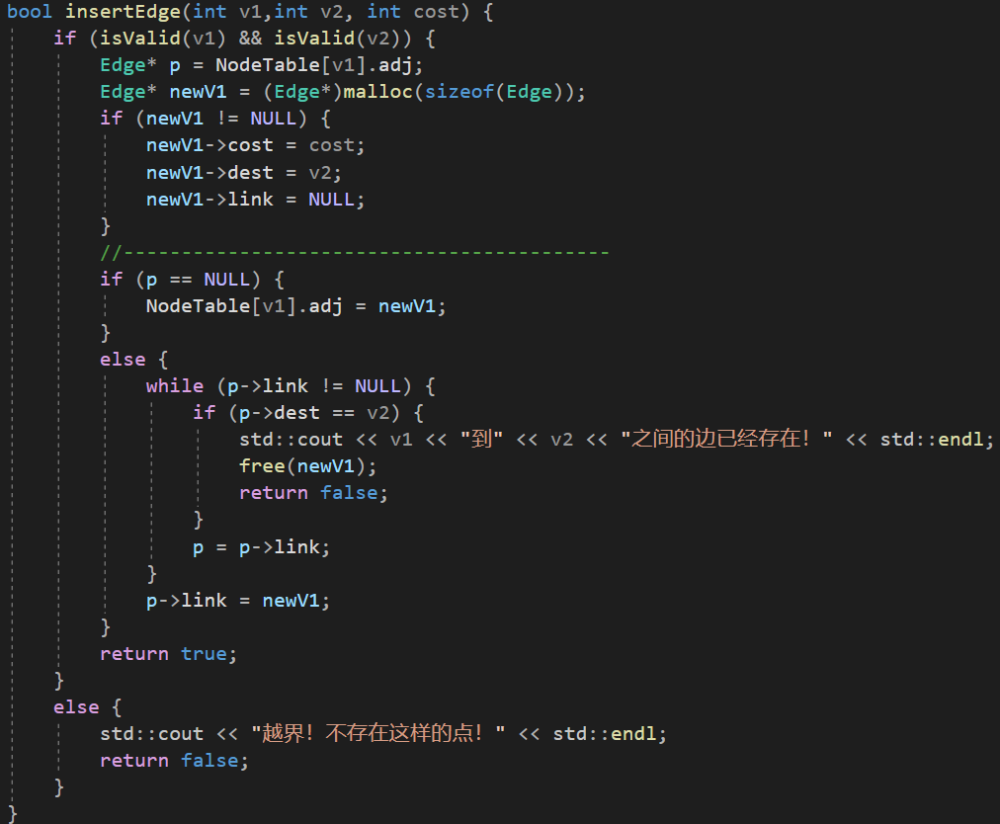 bool insertEdge(int v1,int v2, int cost) {
    if (isValid(v1) && isValid(v2)) {
        Edge* p = NodeTable[v1].adj;
        Edge* newV1 = (Edge*)malloc(sizeof(Edge));
        if (newV1 != NULL) {
            newV1->cost = cost;
            newV1->dest = v2;
            newV1->link = NULL;
        }
        //------------------------------------------
        if (p == NULL) {
            NodeTable[v1].adj = newV1;
        }
        else {
            while (p->link != NULL) {
                if (p->dest == v2) {
                    std::cout << v1 << "到" << v2 << "之间的边已经存在！" << std::endl;
                    free(newV1);
                    return false;
                }
                p = p->link;
            }
            p->link = newV1;
        }
        return true;
    }
    else {
        std::cout << "越界！不存在这样的点！" << std::endl;
        return false;
    }
}